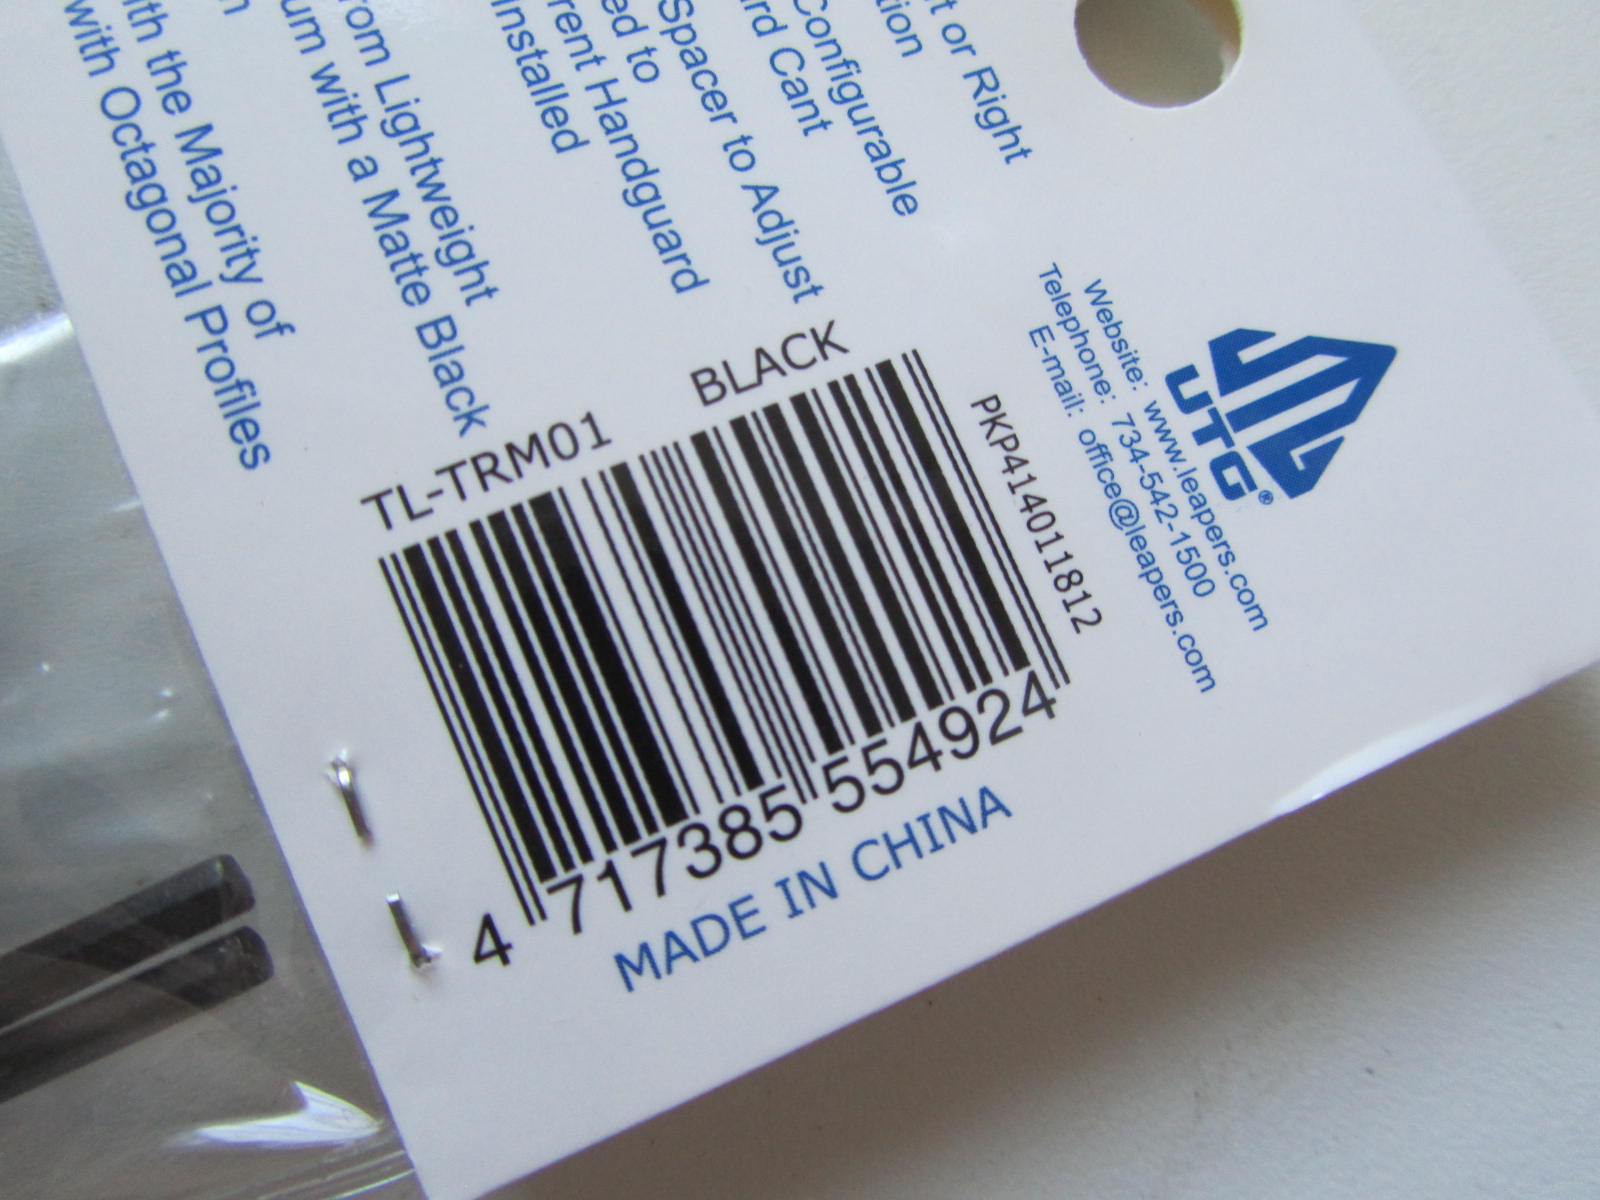 t or Right
Configurable
rd Cant
Spacer to Adjust
ed to
rent Handguard
Installed
rom Lightweight
um with a Matte Black
th the Majority of
with Octagonal Profiles
UTG®
Website: www.leapers.com
Telephone: 734-542-1500
E-mail: office@leapers.com
TL-TRM01 BLACK
PKP414011812
4 717385 554924
MADE IN CHINA